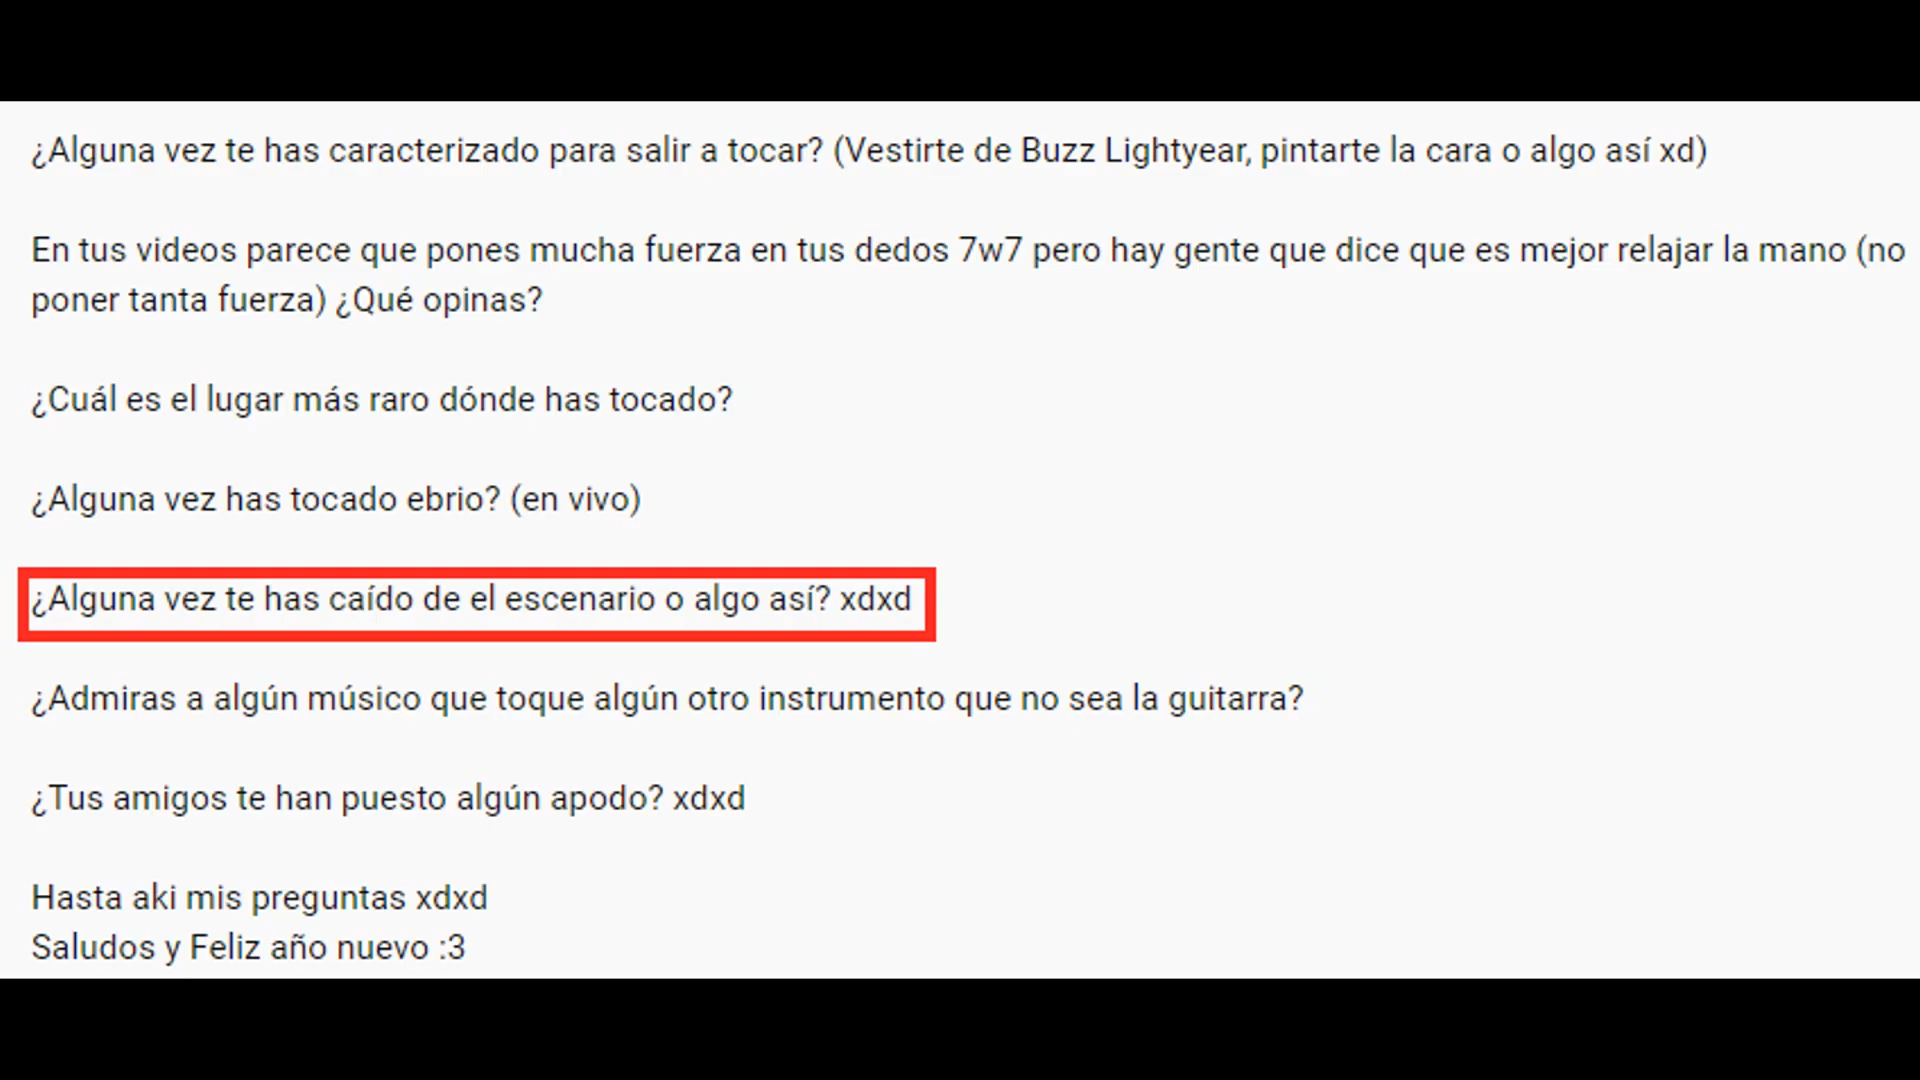 ¿Alguna vez te has caracterizado para salir a tocar? (Vestirte de Buzz Lightyear, pintarte la cara o algo así xd)
En tus videos parece que pones mucha fuerza en tus dedos 7w7 pero hay gente que dice que es mejor relajar la mano (no
poner tanta fuerza) ¿Qué opinas?
¿Cuál es el lugar más raro dónde has tocado?
¿Alguna vez has tocado ebrio? (en vivo)
¿Alguna vez te has caído de el escenario o algo así? xdxd
¿Admiras a algún músico que toque algún otro instrumento que no sea la guitarra?
¿Tus amigos te han puesto algún apodo? xdxd
Hasta aki mis preguntas xdxd
Saludos y Feliz año nuevo :3